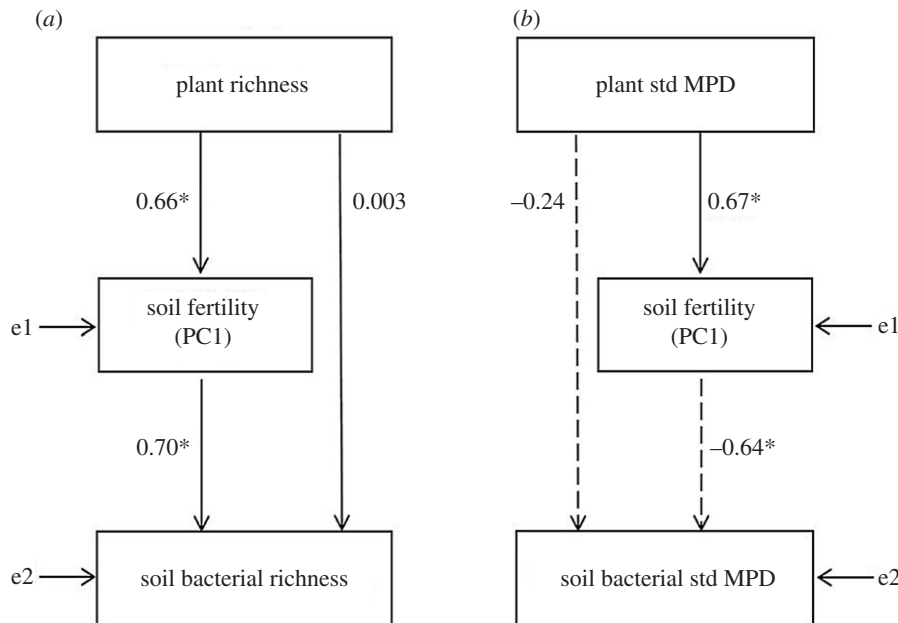 (a)
plant richness
0.66*
0.003
soil fertility
(PC1)
e1
0.70*
soil bacterial richness
e2
(b)
plant std MPD
–0.24
0.67*
soil fertility
(PC1)
e1
–0.64*
soil bacterial std MPD
e2